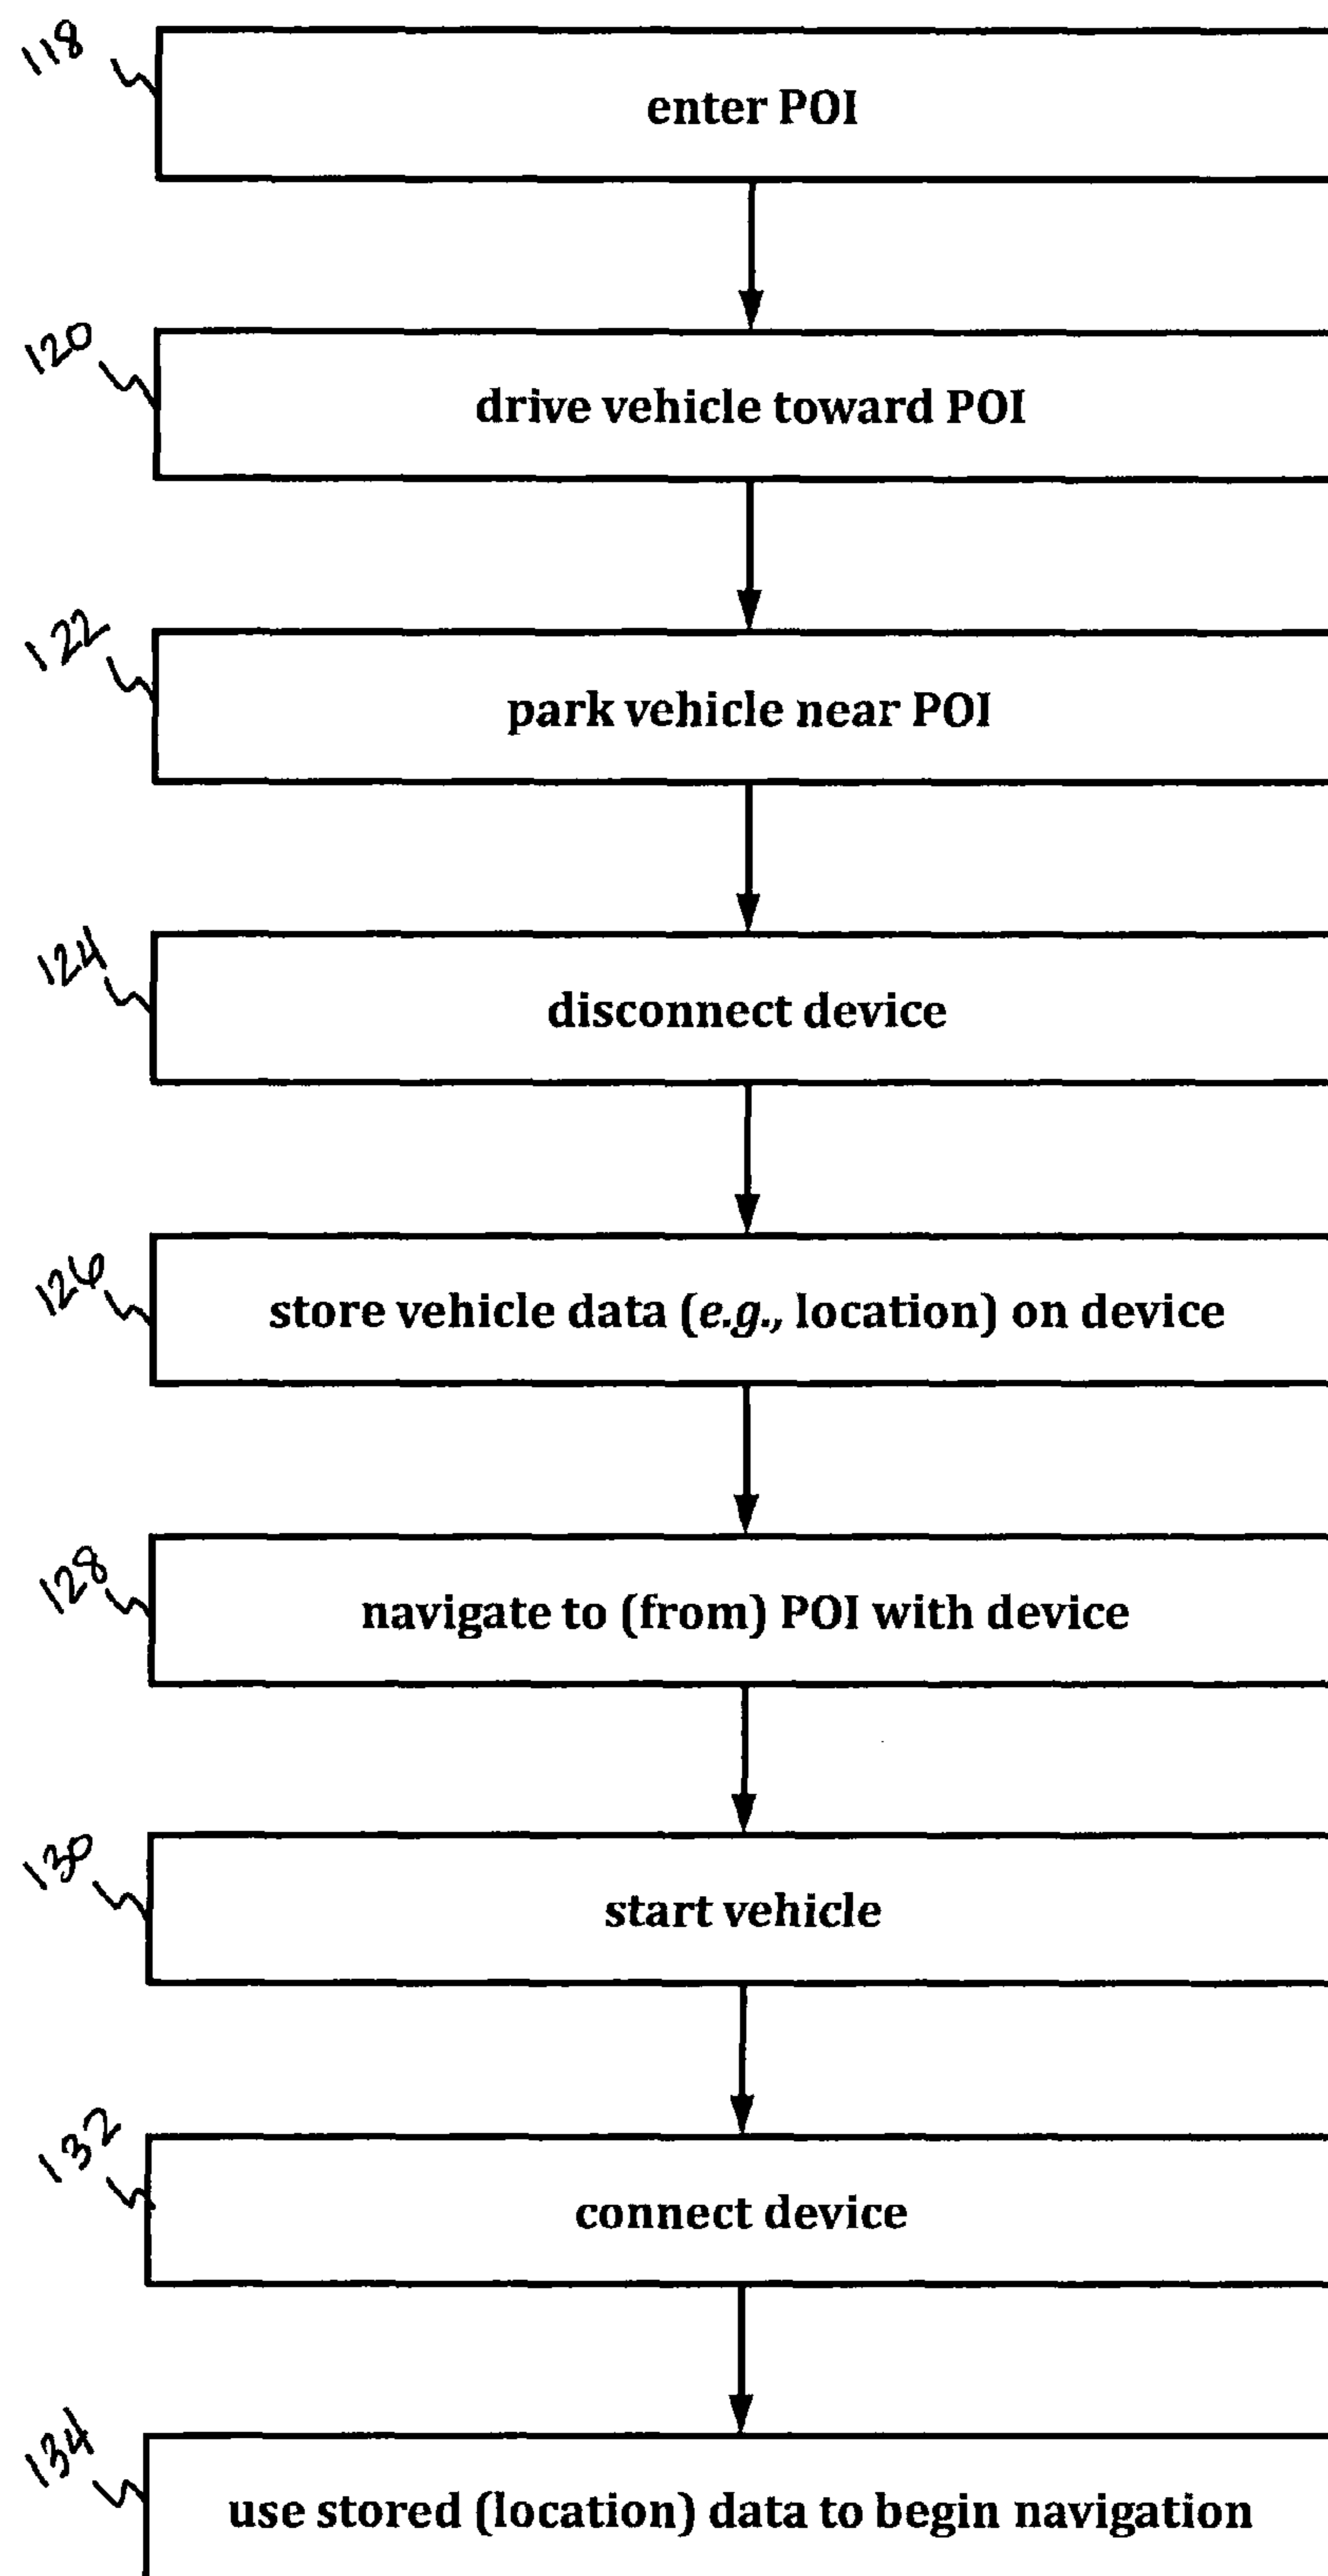 118
enter POI
120
drive vehicle toward POI
122
park vehicle near POI
124
disconnect device
126
store vehicle data (e.g., location) on device
128
navigate to (from) POI with device
130
start vehicle
132
connect device
134
use stored (location) data to begin navigation